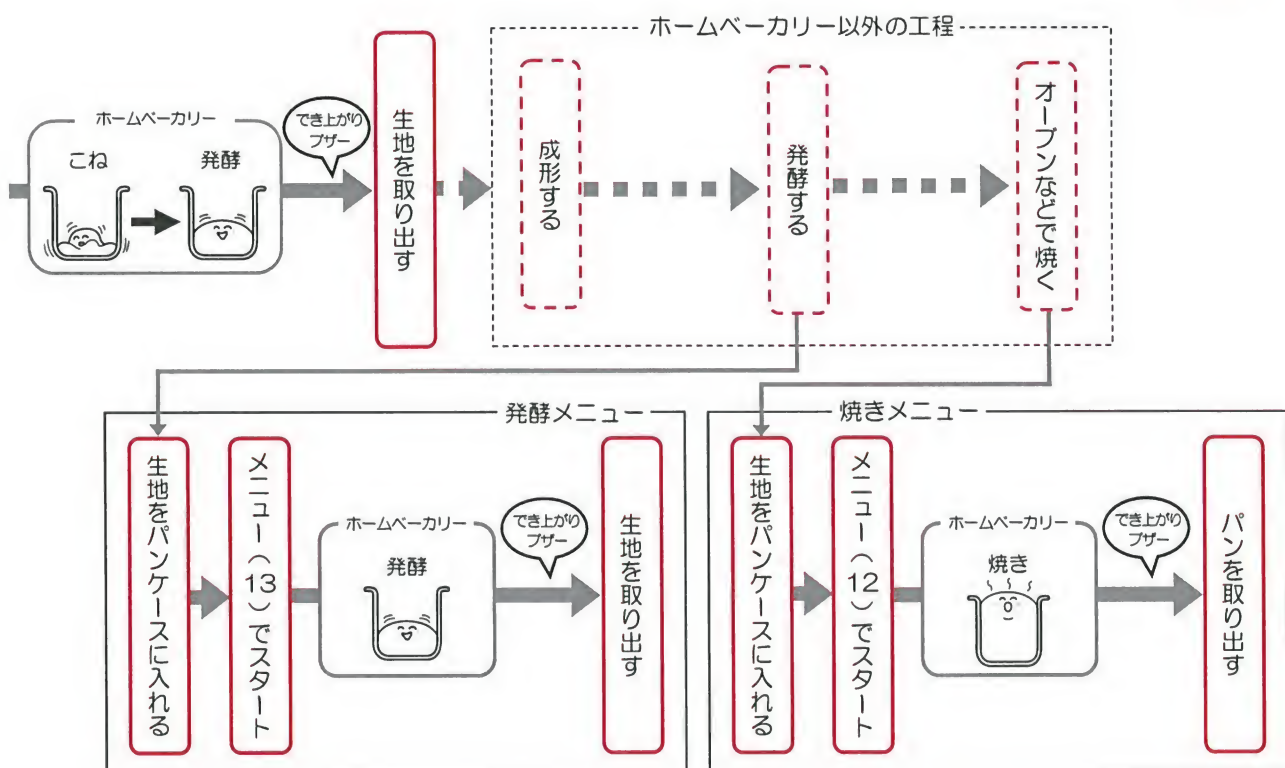 ホームベーカリー
こね
発酵
でき上がり
ブザー
生地を取り出す
ホームベーカリー以外の工程
成形する
発酵する
オーブンなどで焼く
発酵メニュー
生地をパンケースに入れる
メニュー（13）でスタート
ホームベーカリー
発酵
でき上がり
ブザー
生地を取り出す
焼きメニュー
生地をパンケースに入れる
メニュー（12）でスタート
ホームベーカリー
焼き
でき上がり
ブザー
パンを取り出す